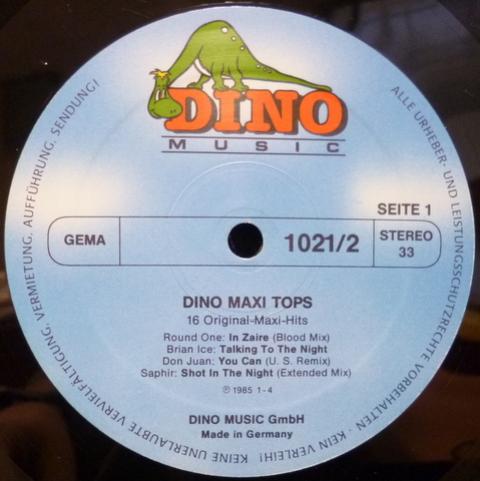 DINO
MUSIC
SEITE 1
GEMA
1021/2
STEREO
33
DINO MAXI TOPS
16 Original-Maxi-Hits
Round One: In Zaire (Blood Mix)
Brian Ice: Talking To The Night
Don Juan: You Can (U. S. Remix)
Saphir: Shot In The Night (Extended Mix)
℗ 1985 1-4
DINO MUSIC GmbH
Made in Germany
ALLE URHEBER- UND LEISTUNGSSCHUTZRECHTE VORBEHALTEN · KEIN VERLEIH! KEINE UNERLAUBTE VERVIELFÄLTIGUNG, VERMIETUNG, AUFFÜHRUNG, SENDUNG!